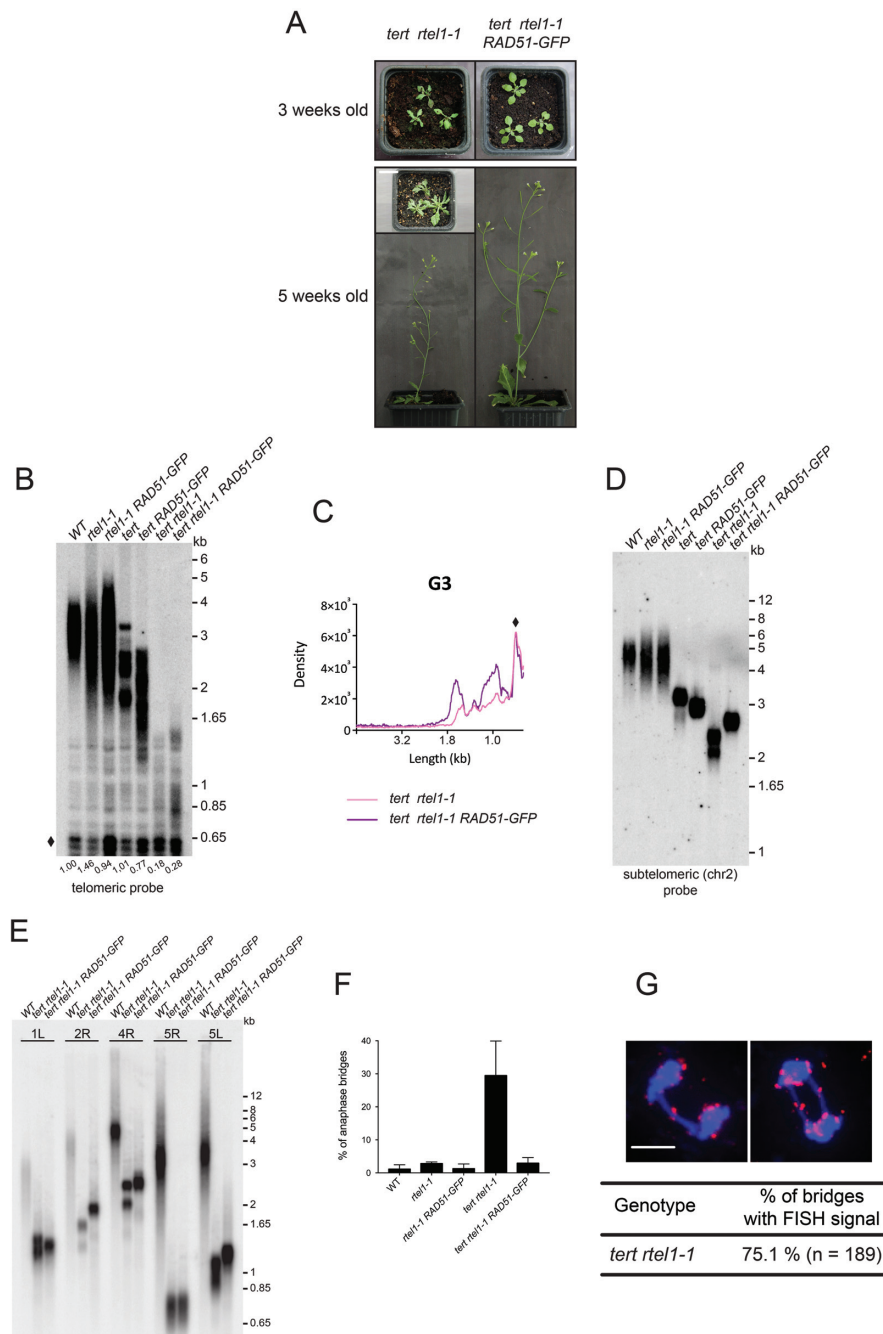 A
tert rtel1-1
tert rtel1-1
RAD51-GFP
3 weeks old
5 weeks old
B
WT
rtel1-1
rtel1-1 RAD51-GFP
tert
tert RAD51-GFP
tert rtel1-1
tert rtel1-1 RAD51-GFP
kb
6
5
4
3
2
1.65
1
0.85
0.65
♦
1.00 1.46 0.94 1.01 0.77 0.18 0.28
telomeric probe
C
G3
♦
8×10³
6×10³
4×10³
2×10³
0
Density
3.2 1.8 1.0
Length (kb)
tert rtel1-1
tert rtel1-1 RAD51-GFP
D
WT
rtel1-1
rtel1-1 RAD51-GFP
tert
tert RAD51-GFP
tert rtel1-1
tert rtel1-1 RAD51-GFP
kb
12
8
6
5
4
3
2
1.65
1
subtelomeric (chr2)
probe
E
WT
tert rtel1-1
tert rtel1-1 RAD51-GFP
WT
tert rtel1-1
tert rtel1-1 RAD51-GFP
WT
tert rtel1-1
tert rtel1-1 RAD51-GFP
WT
tert rtel1-1
tert rtel1-1 RAD51-GFP
WT
tert rtel1-1
tert rtel1-1 RAD51-GFP
1L 2R 4R 5R 5L
kb
12
8
6
5
4
3
2
1.65
1
0.85
0.65
F
% of anaphase bridges
40
30
20
10
0
WT
rtel1-1
rtel1-1 RAD51-GFP
tert rtel1-1
tert rtel1-1 RAD51-GFP
G
Genotype
% of bridges
with FISH signal
tert rtel1-1 75.1 % (n = 189)